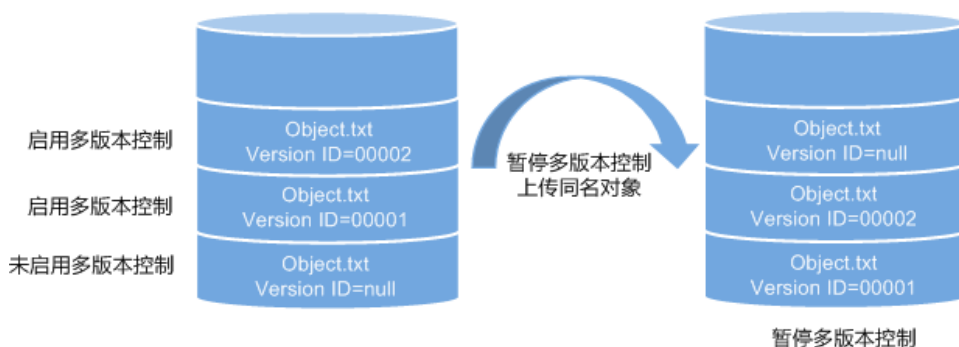 启用多版本控制
Object.txt
Version ID=00002
启用多版本控制
Object.txt
Version ID=00001
未启用多版本控制
Object.txt
Version ID=null
暂停多版本控制
上传同名对象
Object.txt
Version ID=null
Object.txt
Version ID=00002
Object.txt
Version ID=00001
暂停多版本控制